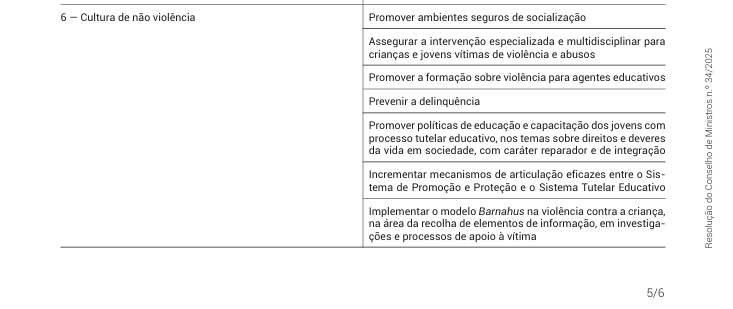 6 — Cultura de não violência
Promover ambientes seguros de socialização
Assegurar a intervenção especializada e multidisciplinar para
crianças e jovens vítimas de violência e abusos
Promover a formação sobre violência para agentes educativos
Prevenir a delinquência
Promover políticas de educação e capacitação dos jovens com
processo tutelar educativo, nos temas sobre direitos e deveres
da vida em sociedade, com caráter reparador e de integração
Incrementar mecanismos de articulação eficazes entre o Sis-
tema de Promoção e Proteção e o Sistema Tutelar Educativo
Implementar o modelo Barnahus na violência contra a criança,
na área da recolha de elementos de informação, em investiga-
ções e processos de apoio à vítima
Resolução do Conselho de Ministros n.º 34/2025
5/6